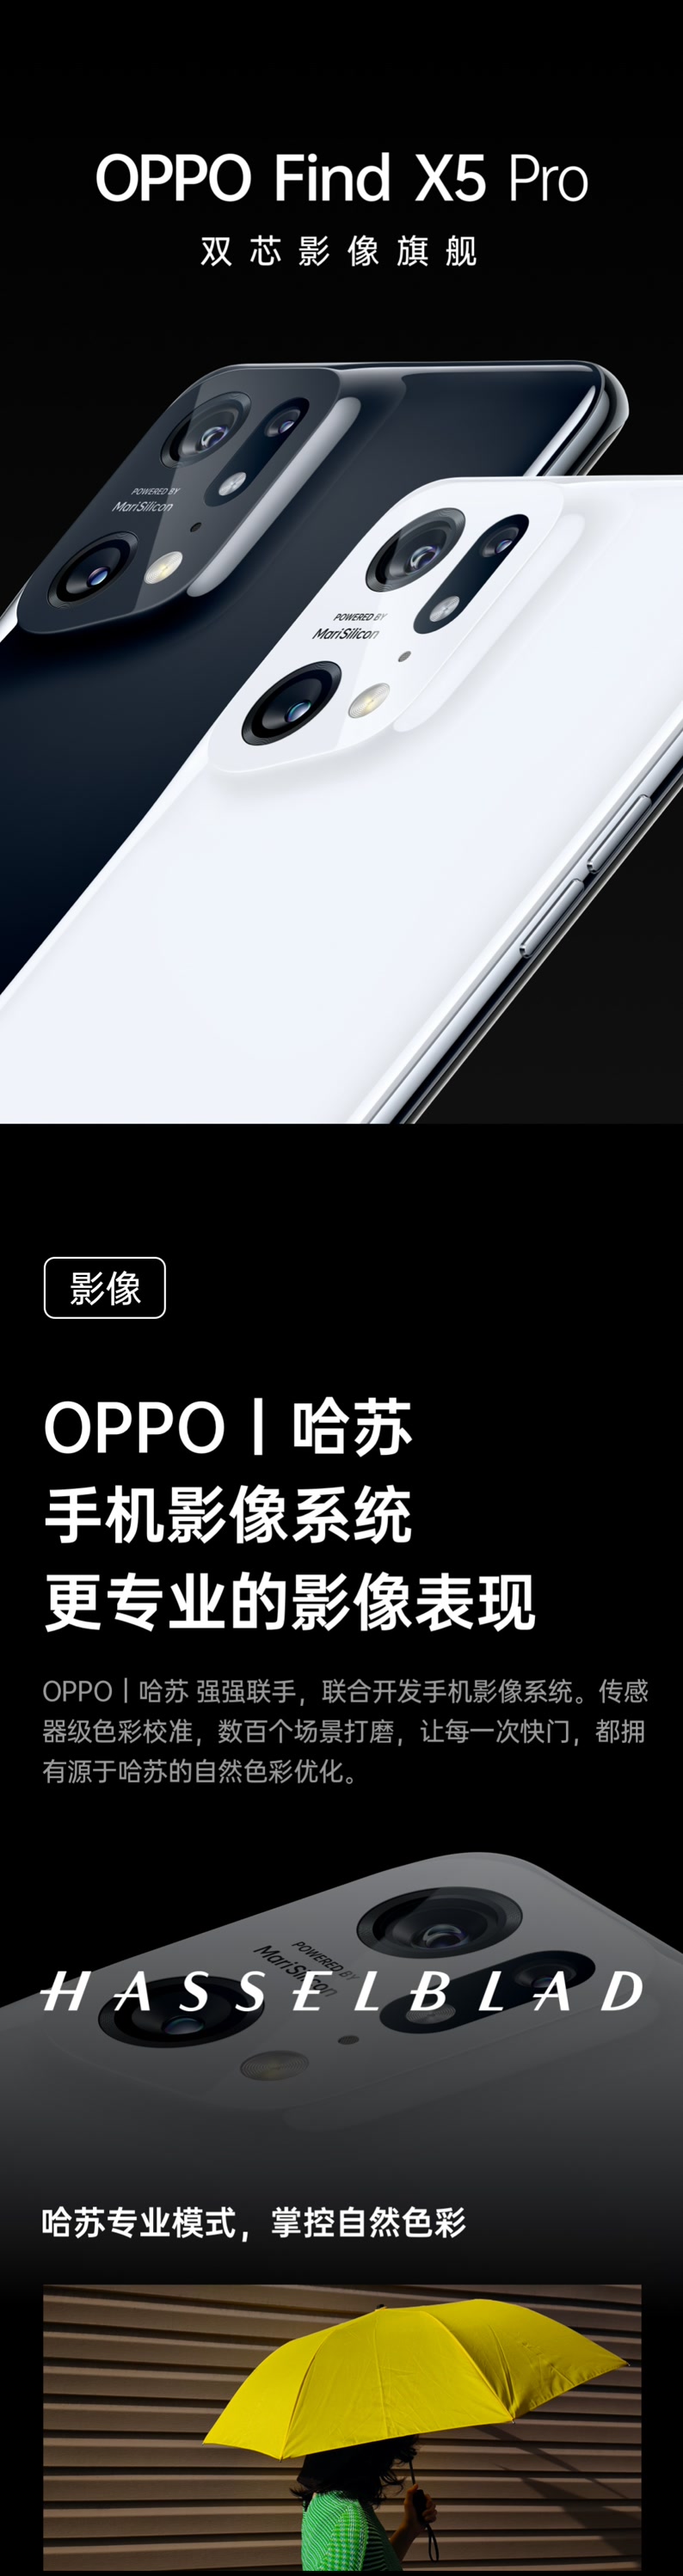 OPPO Find X5 Pro
双芯影像旗舰
POWERED BY
MariSilicon
POWERED BY
MariSilicon
影像
OPPO | 哈苏
手机影像系统
更专业的影像表现
OPPO | 哈苏 强强联手，联合开发手机影像系统。传感
器级色彩校准，数百个场景打磨，让每一次快门，都拥
有源于哈苏的自然色彩优化。
POWERED BY
MariSilicon
HASSELBLAD
哈苏专业模式，掌控自然色彩